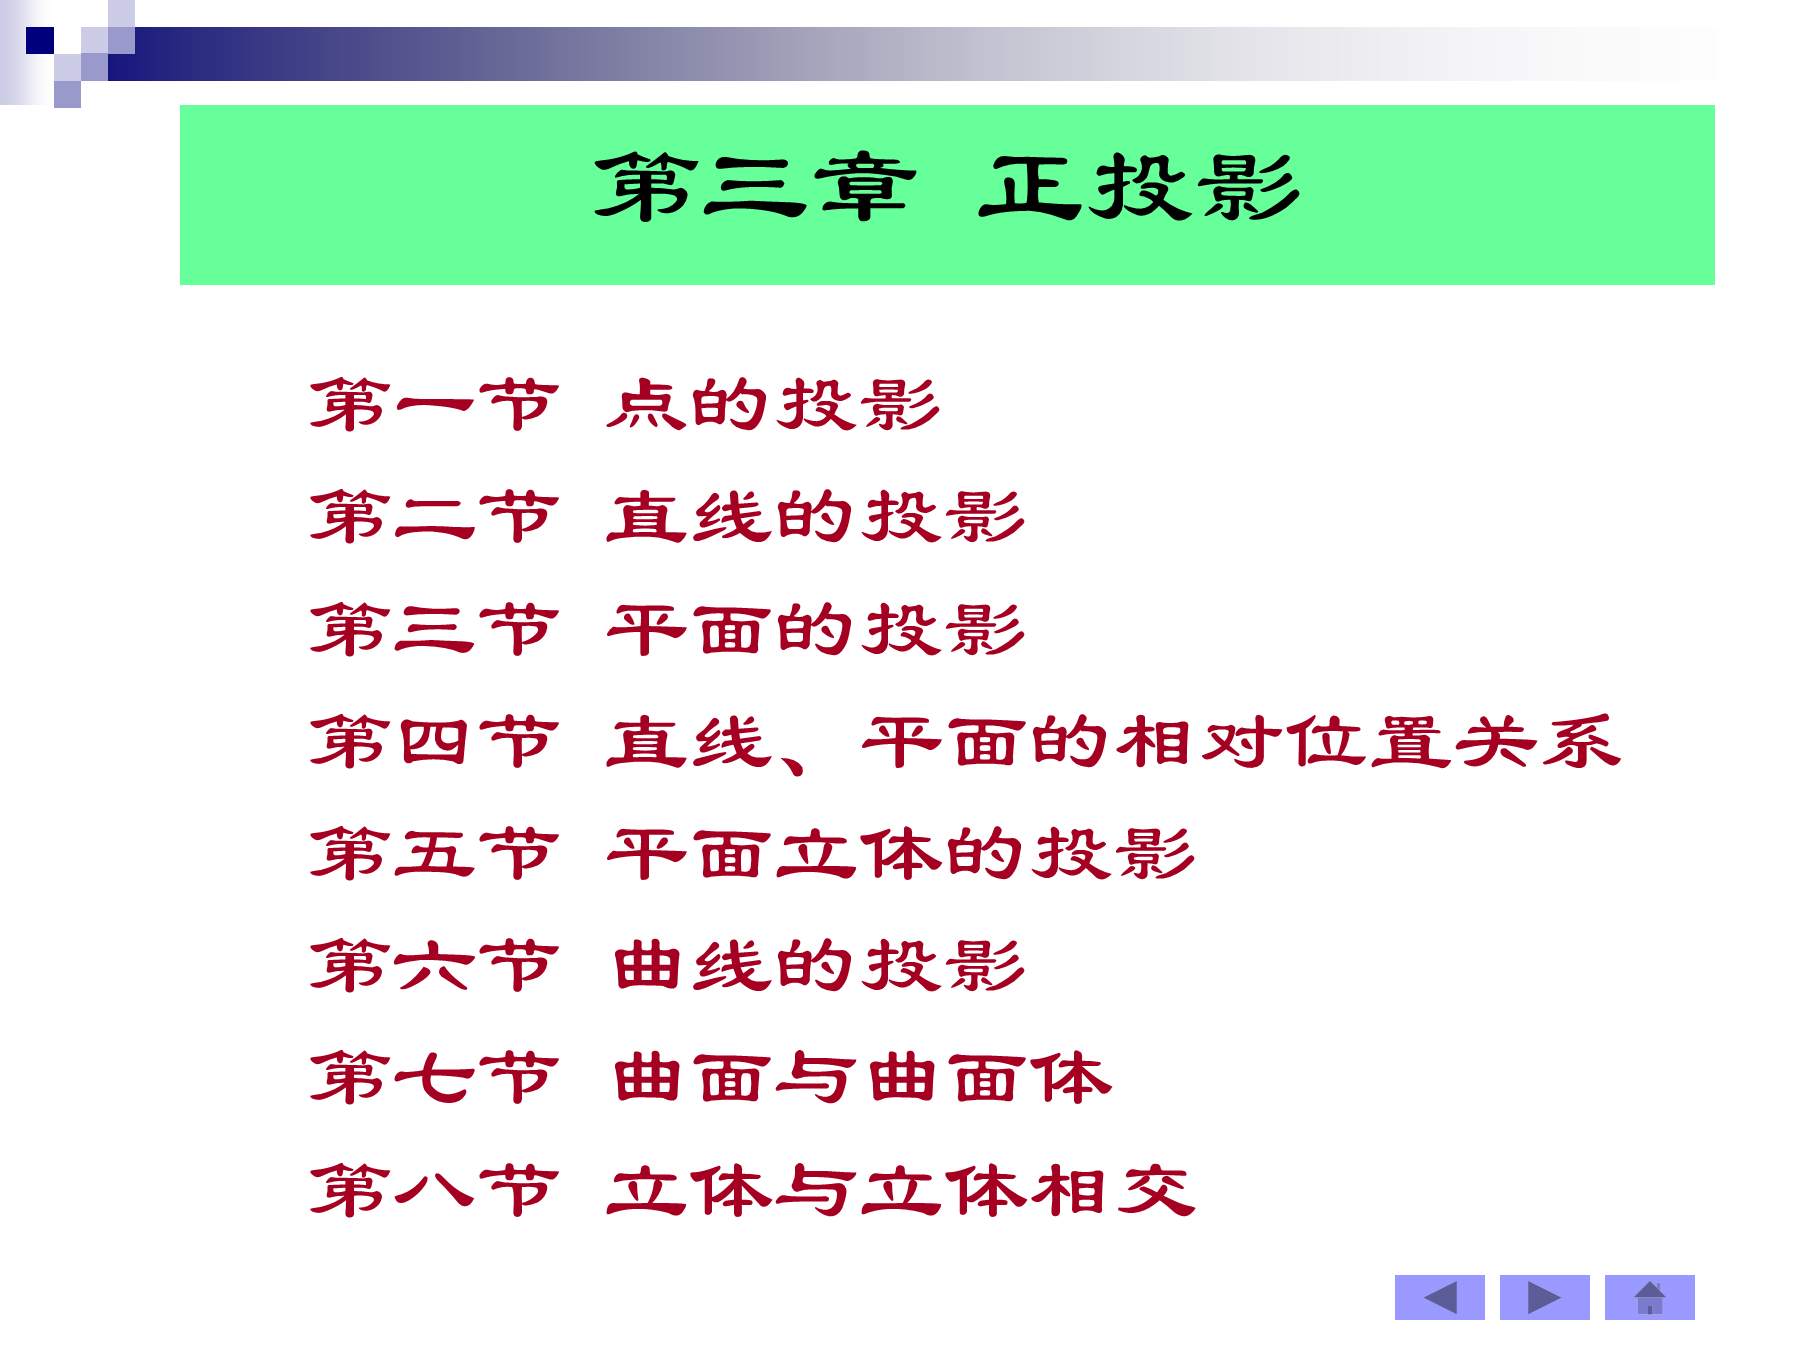 第三章 正投影
第一节 点的投影
第二节 直线的投影
第三节 平面的投影
第四节 直线、平面的相对位置关系
第五节 平面立体的投影
第六节 曲线的投影
第七节 曲面与曲面体
第八节 立体与立体相交